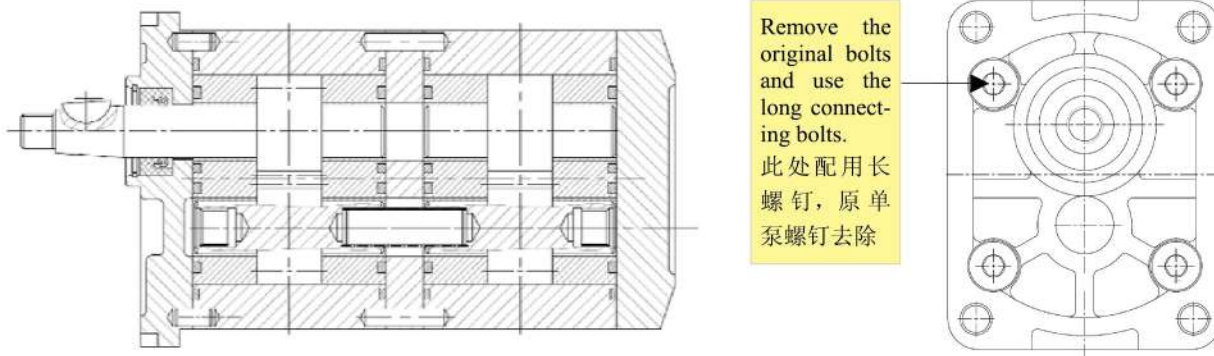 Remove the
original bolts
and use the
long connect-
ing bolts.
此处配用长
螺钉，原单
泵螺钉去除